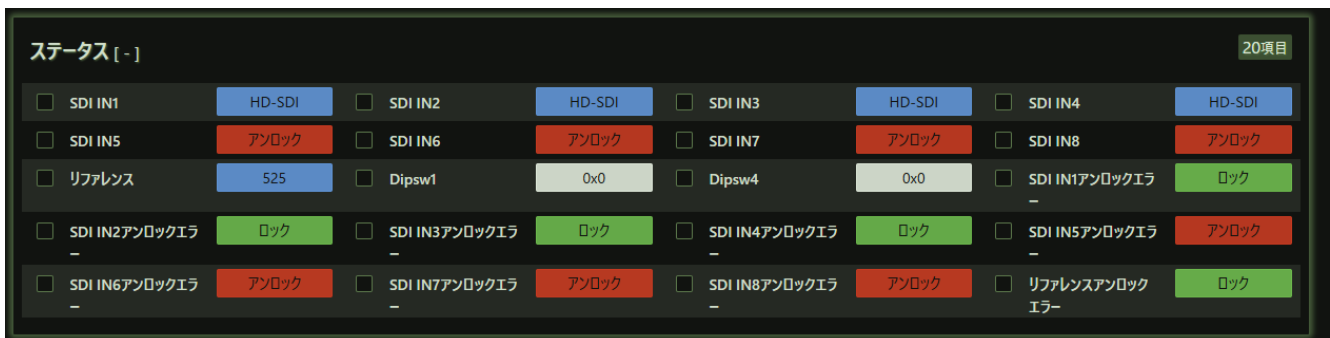 ステータス [ - ]
20項目
SDI IN1 HD-SDI SDI IN2 HD-SDI SDI IN3 HD-SDI SDI IN4 HD-SDI
SDI IN5 アンロック SDI IN6 アンロック SDI IN7 アンロック SDI IN8 アンロック
リファレンス 525 Dipsw1 0x0 Dipsw4 0x0 SDI IN1アンロックエラ ロック
ー
SDI IN2アンロックエラ ロック SDI IN3アンロックエラ ロック SDI IN4アンロックエラ ロック SDI IN5アンロックエラ アンロック
ー ー ー ー
SDI IN6アンロックエラ アンロック SDI IN7アンロックエラ アンロック SDI IN8アンロックエラ アンロック リファレンスアンロック ロック
ー ー ー エラー